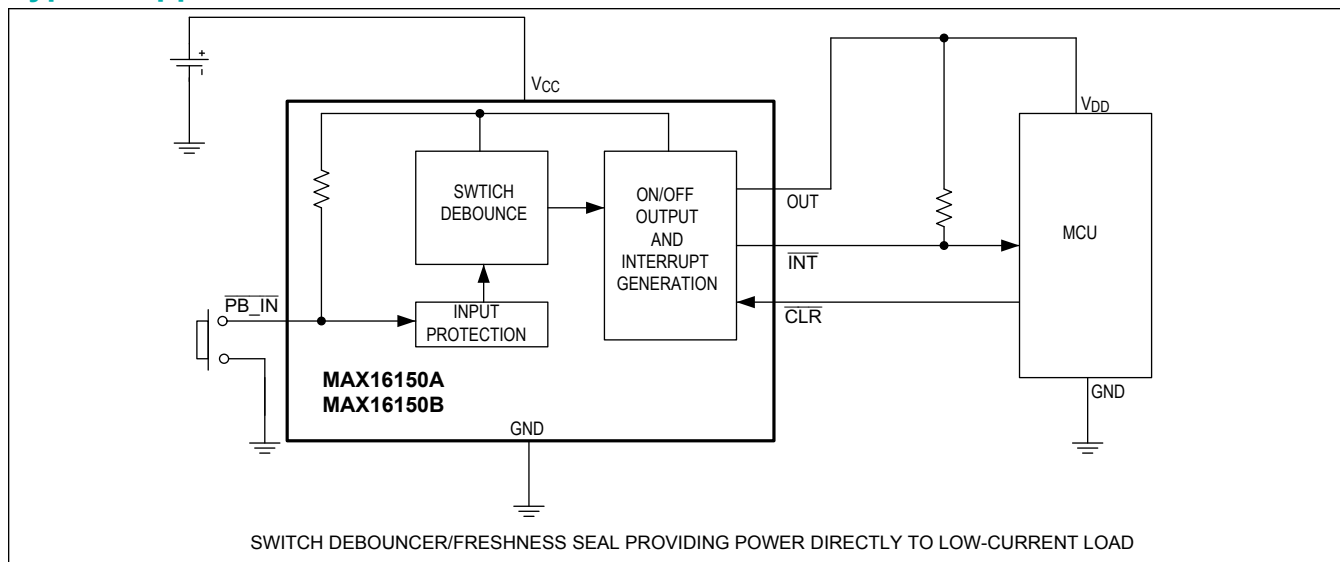 +
-
VCC
VDD
SWTICH
DEBOUNCE
ON/OFF
OUTPUT
AND
INTERRUPT
GENERATION
OUT
INT
CLR
MCU
PB_IN
INPUT
PROTECTION
MAX16150A
MAX16150B
GND
GND
SWITCH DEBOUNCER/FRESHNESS SEAL PROVIDING POWER DIRECTLY TO LOW-CURRENT LOAD